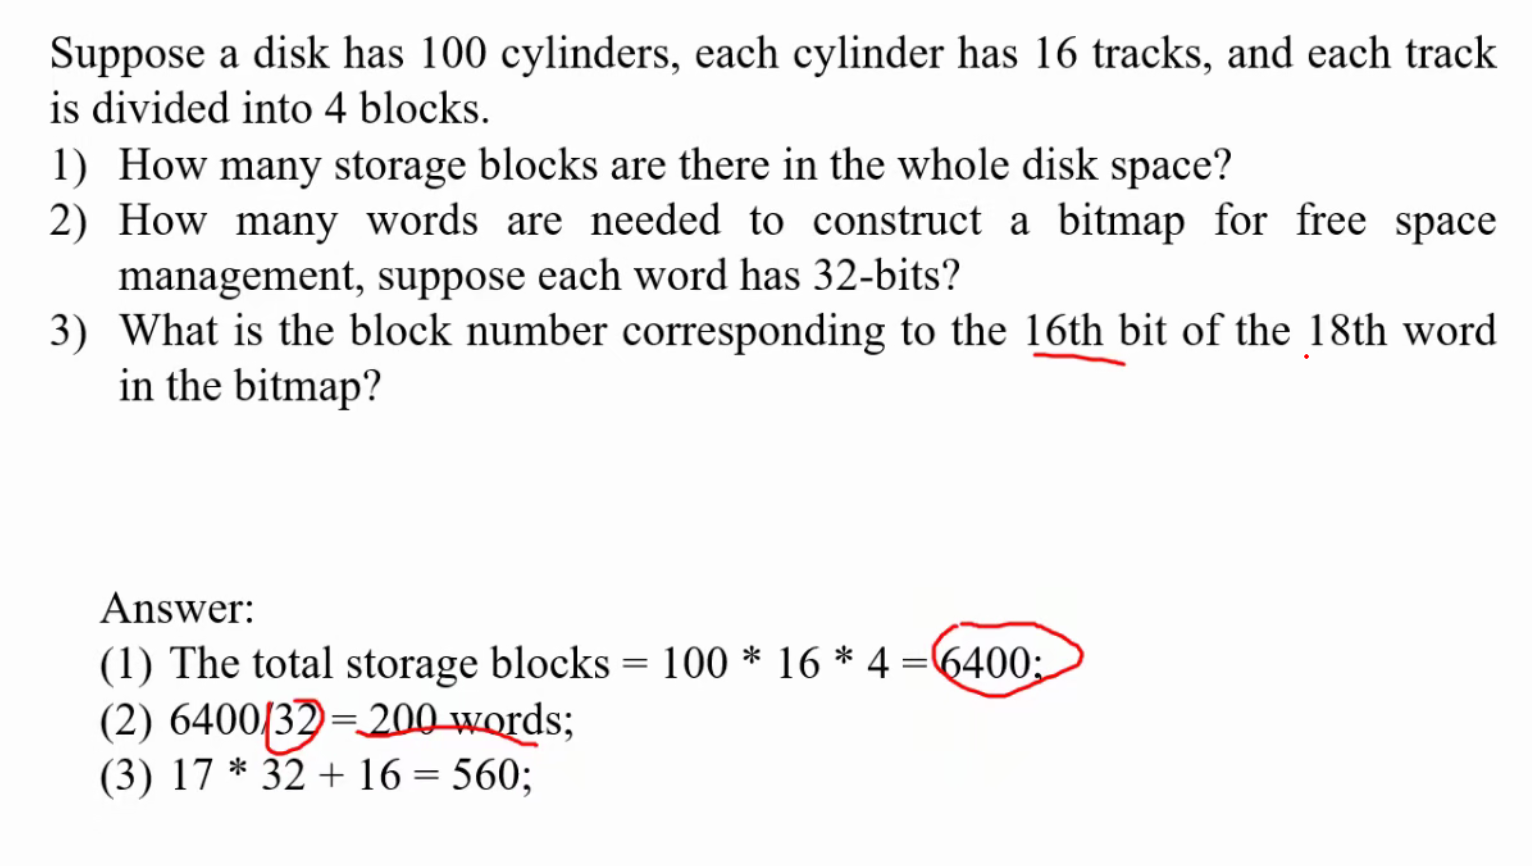 Suppose a disk has 100 cylinders, each cylinder has 16 tracks, and each track
is divided into 4 blocks.
1) How many storage blocks are there in the whole disk space?
2) How many words are needed to construct a bitmap for free space
management, suppose each word has 32-bits?
3) What is the block number corresponding to the 16th bit of the 18th word
in the bitmap?
Answer:
(1) The total storage blocks = 100 * 16 * 4 = 6400;
(2) 6400/32 = 200 words;
(3) 17 * 32 + 16 = 560;